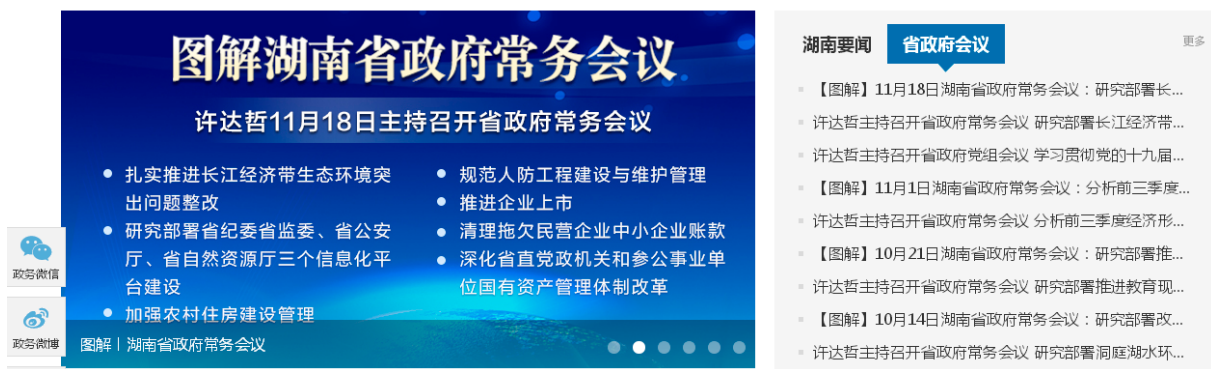 图解湖南省政府常务会议
许达哲11月18日主持召开省政府常务会议
扎实推进长江经济带生态环境突
出问题整改
研究部署省纪委省监委、省公安
厅、省自然资源厅三个信息化平
台建设
加强农村住房建设管理
规范人防工程建设与维护管理
推进企业上市
清理拖欠民营企业中小企业账款
深化省直党政机关和参公事业单
位国有资产管理体制改革
图解 | 湖南省政府常务会议
政务微信
政务微博
湖南要闻 省政府会议 更多
【图解】11月18日湖南省政府常务会议：研究部署长...
许达哲主持召开省政府常务会议 研究部署长江经济带...
许达哲主持召开省政府党组会议 学习贯彻党的十九届...
【图解】11月1日湖南省政府常务会议：分析前三季度...
许达哲主持召开省政府常务会议 分析前三季度经济形...
【图解】10月21日湖南省政府常务会议：研究部署推...
许达哲主持召开省政府常务会议 研究部署推进教育现...
【图解】10月14日湖南省政府常务会议：研究部署改...
许达哲主持召开省政府常务会议 研究部署洞庭湖水环...